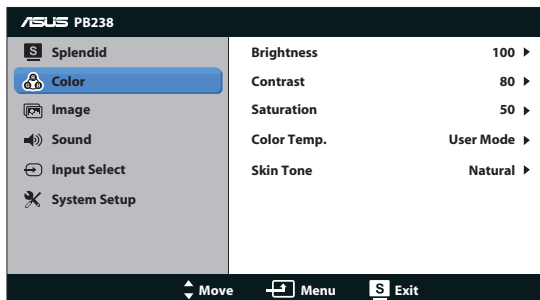 ASUS PB238
S Splendid
Color
Image
Sound
Input Select
System Setup
Brightness 100
Contrast 80
Saturation 50
Color Temp. User Mode
Skin Tone Natural
Move Menu S Exit